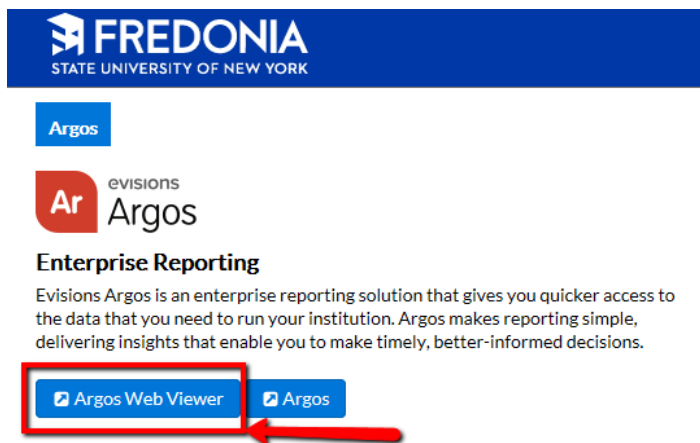 FREDONIA
STATE UNIVERSITY OF NEW YORK
Argos
Ar
evisions
Argos
Enterprise Reporting
Evisions Argos is an enterprise reporting solution that gives you quicker access to
the data that you need to run your institution. Argos makes reporting simple,
delivering insights that enable you to make timely, better-informed decisions.
Argos Web Viewer
Argos